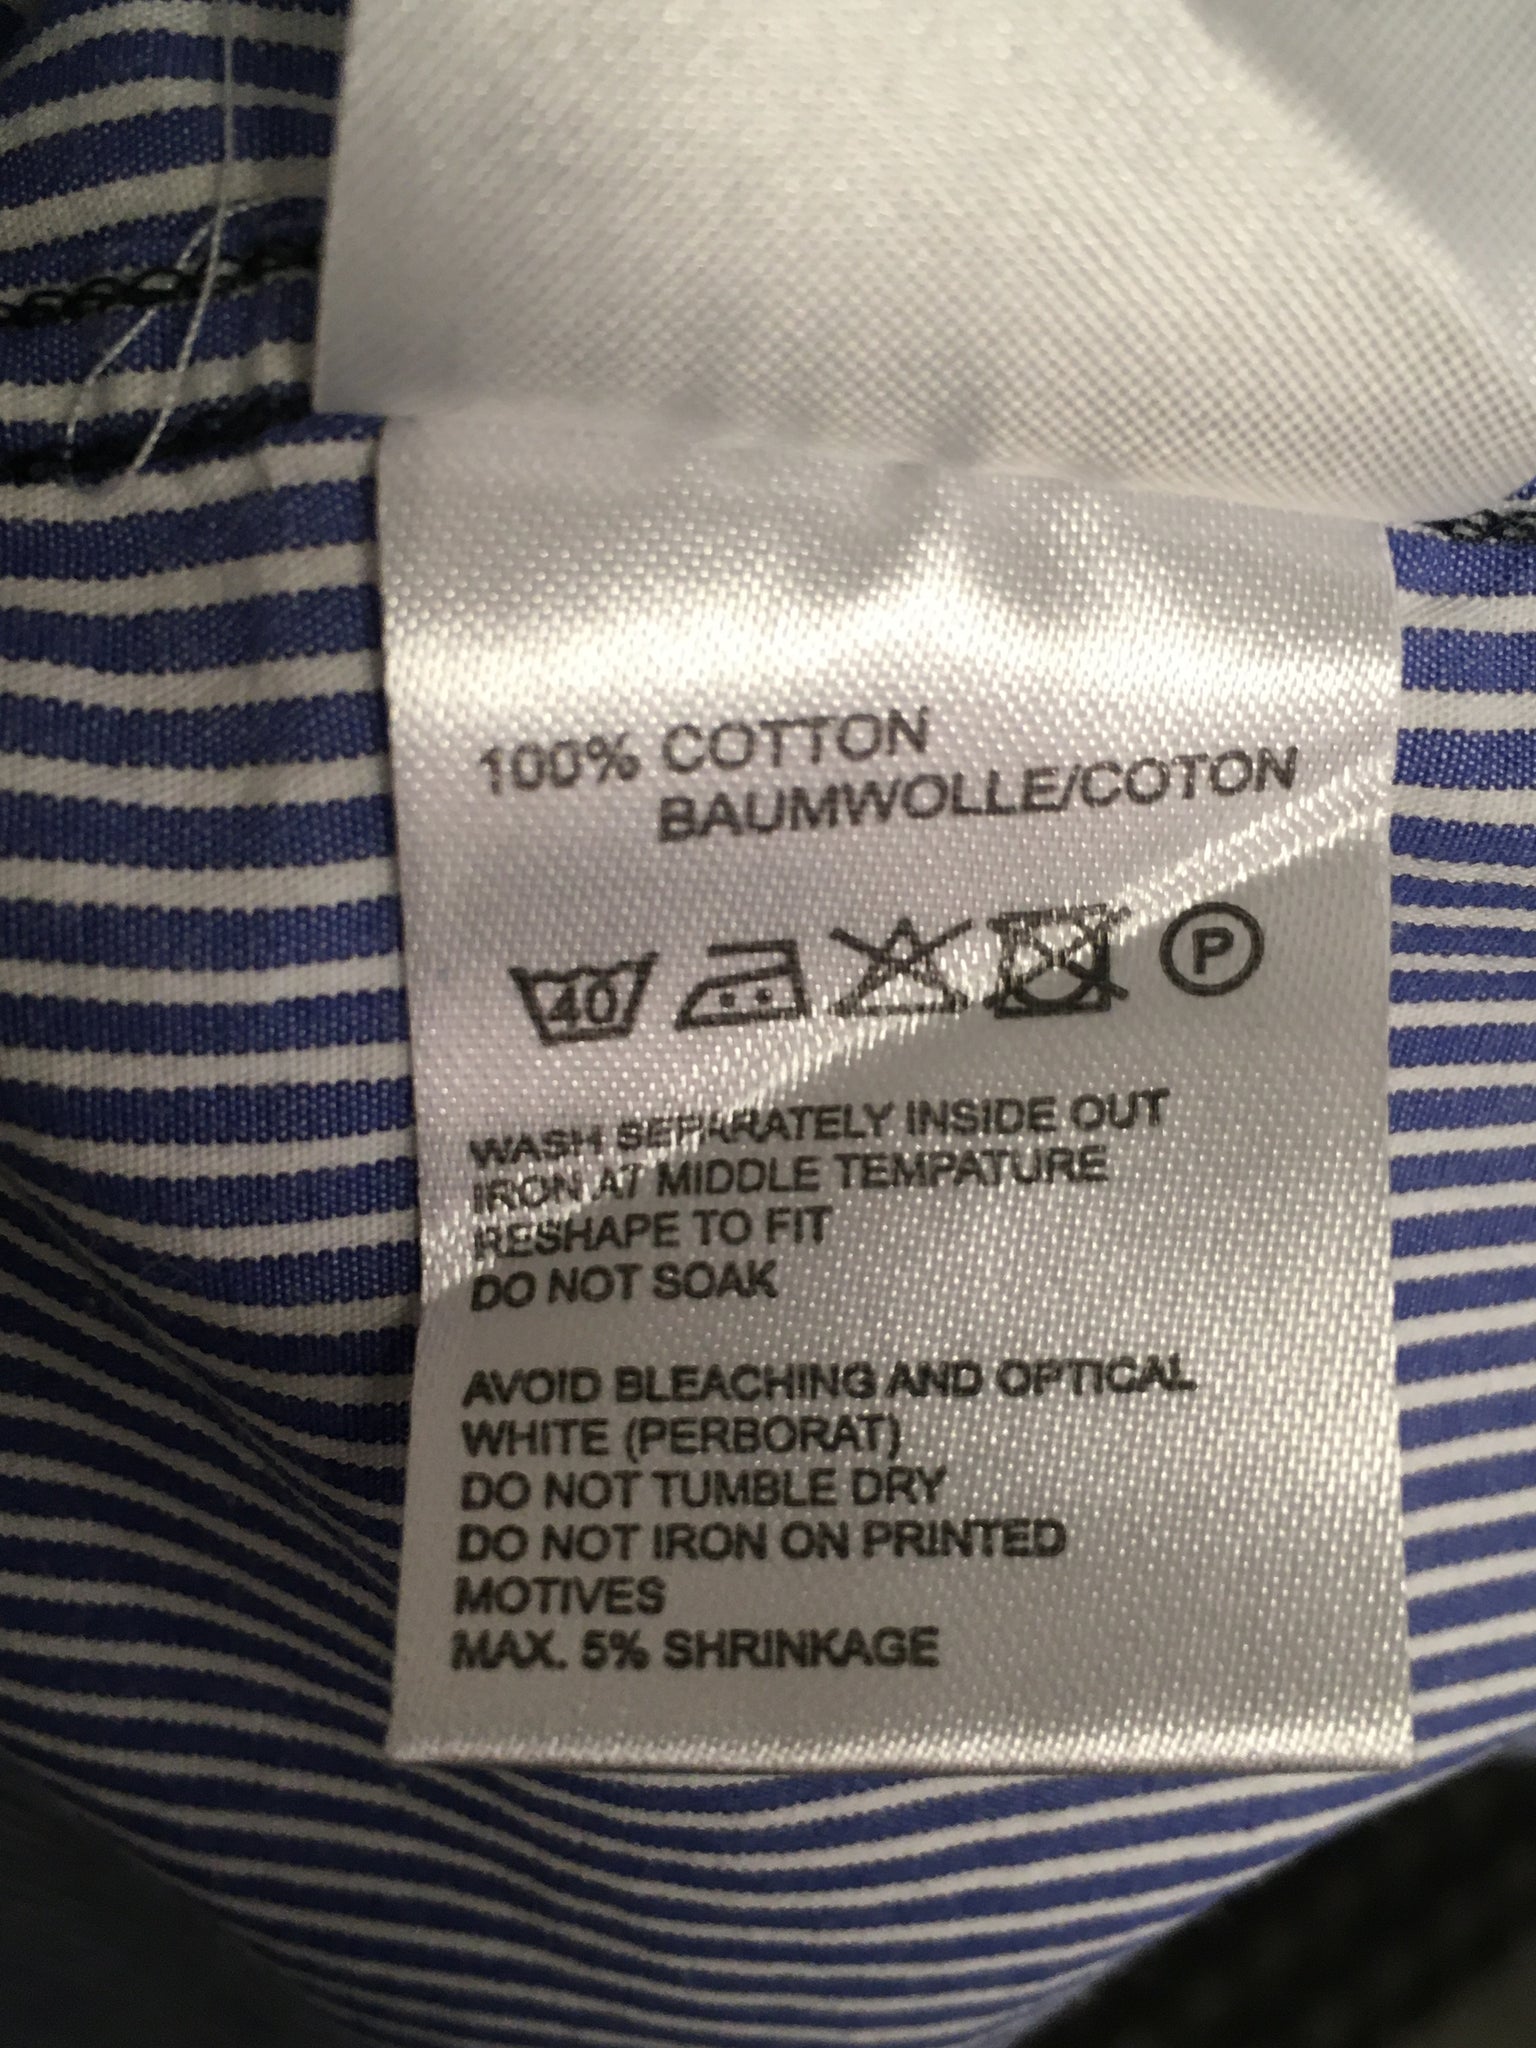 100% COTTON
BAUMWOLLE/COTON
40
P
WASH SEPARATELY INSIDE OUT
IRON AT MIDDLE TEMPATURE
RESHAPE TO FIT
DO NOT SOAK
AVOID BLEACHING AND OPTICAL
WHITE (PERBORAT)
DO NOT TUMBLE DRY
DO NOT IRON ON PRINTED
MOTIVES
MAX. 5% SHRINKAGE